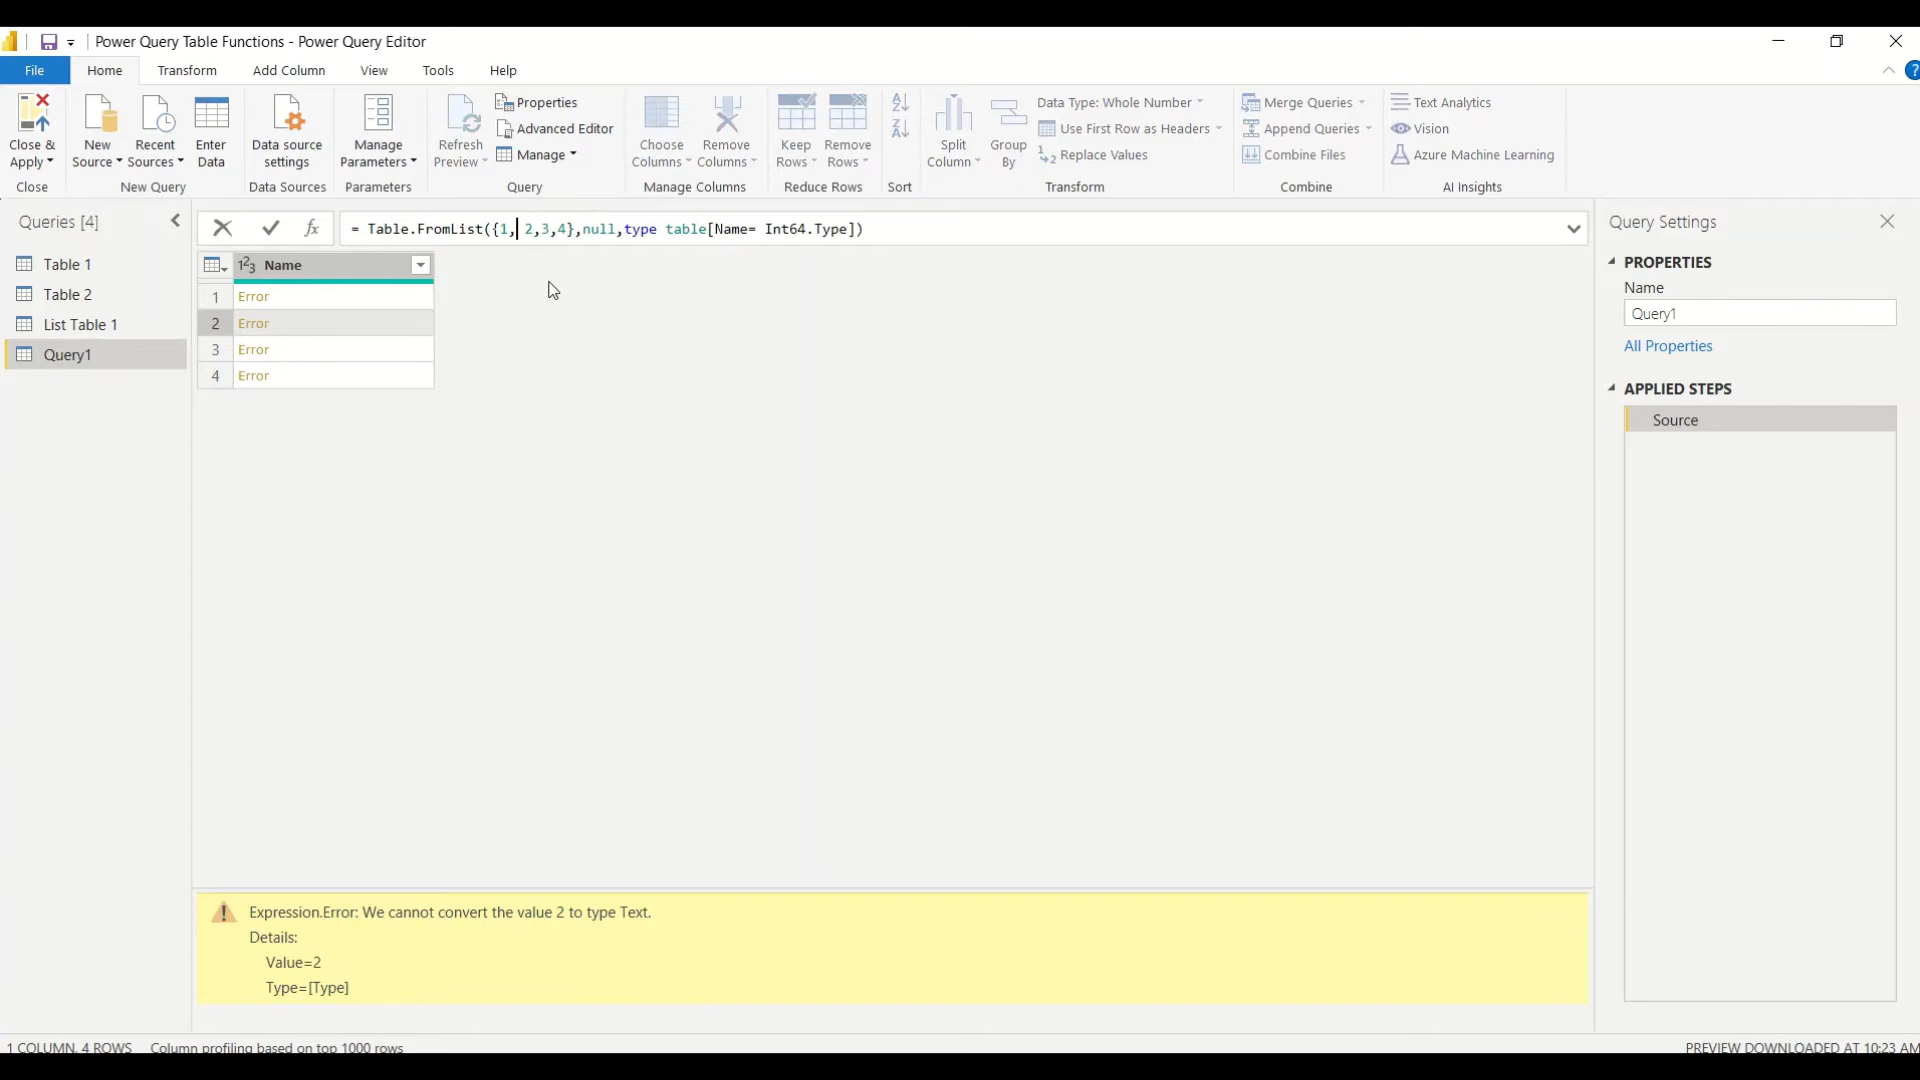 Power Query Table Functions - Power Query Editor
File Home Transform Add Column View Tools Help
Close & Apply
New Source
Recent Sources
Enter Data
Data source settings
Manage Parameters
Refresh Preview
Properties
Advanced Editor
Manage
Choose Columns
Remove Columns
Keep Rows
Remove Rows
Split Column
Group By
Data Type: Whole Number
Use First Row as Headers
Replace Values
Merge Queries
Append Queries
Combine Files
Text Analytics
Vision
Azure Machine Learning
Close New Query Data Sources Parameters Query Manage Columns Reduce Rows Sort Transform Combine AI Insights
Queries [4]
Table 1
Table 2
List Table 1
Query1
fx = Table.FromList({1, 2,3,4},null,type table[Name= Int64.Type])
123 Name
1 Error
2 Error
3 Error
4 Error
Query Settings
PROPERTIES
Name
Query1
All Properties
APPLIED STEPS
Source
Expression.Error: We cannot convert the value 2 to type Text.
Details:
Value=2
Type=[Type]
1 COLUMN, 4 ROWS Column profiling based on top 1000 rows PREVIEW DOWNLOADED AT 10:23 AM